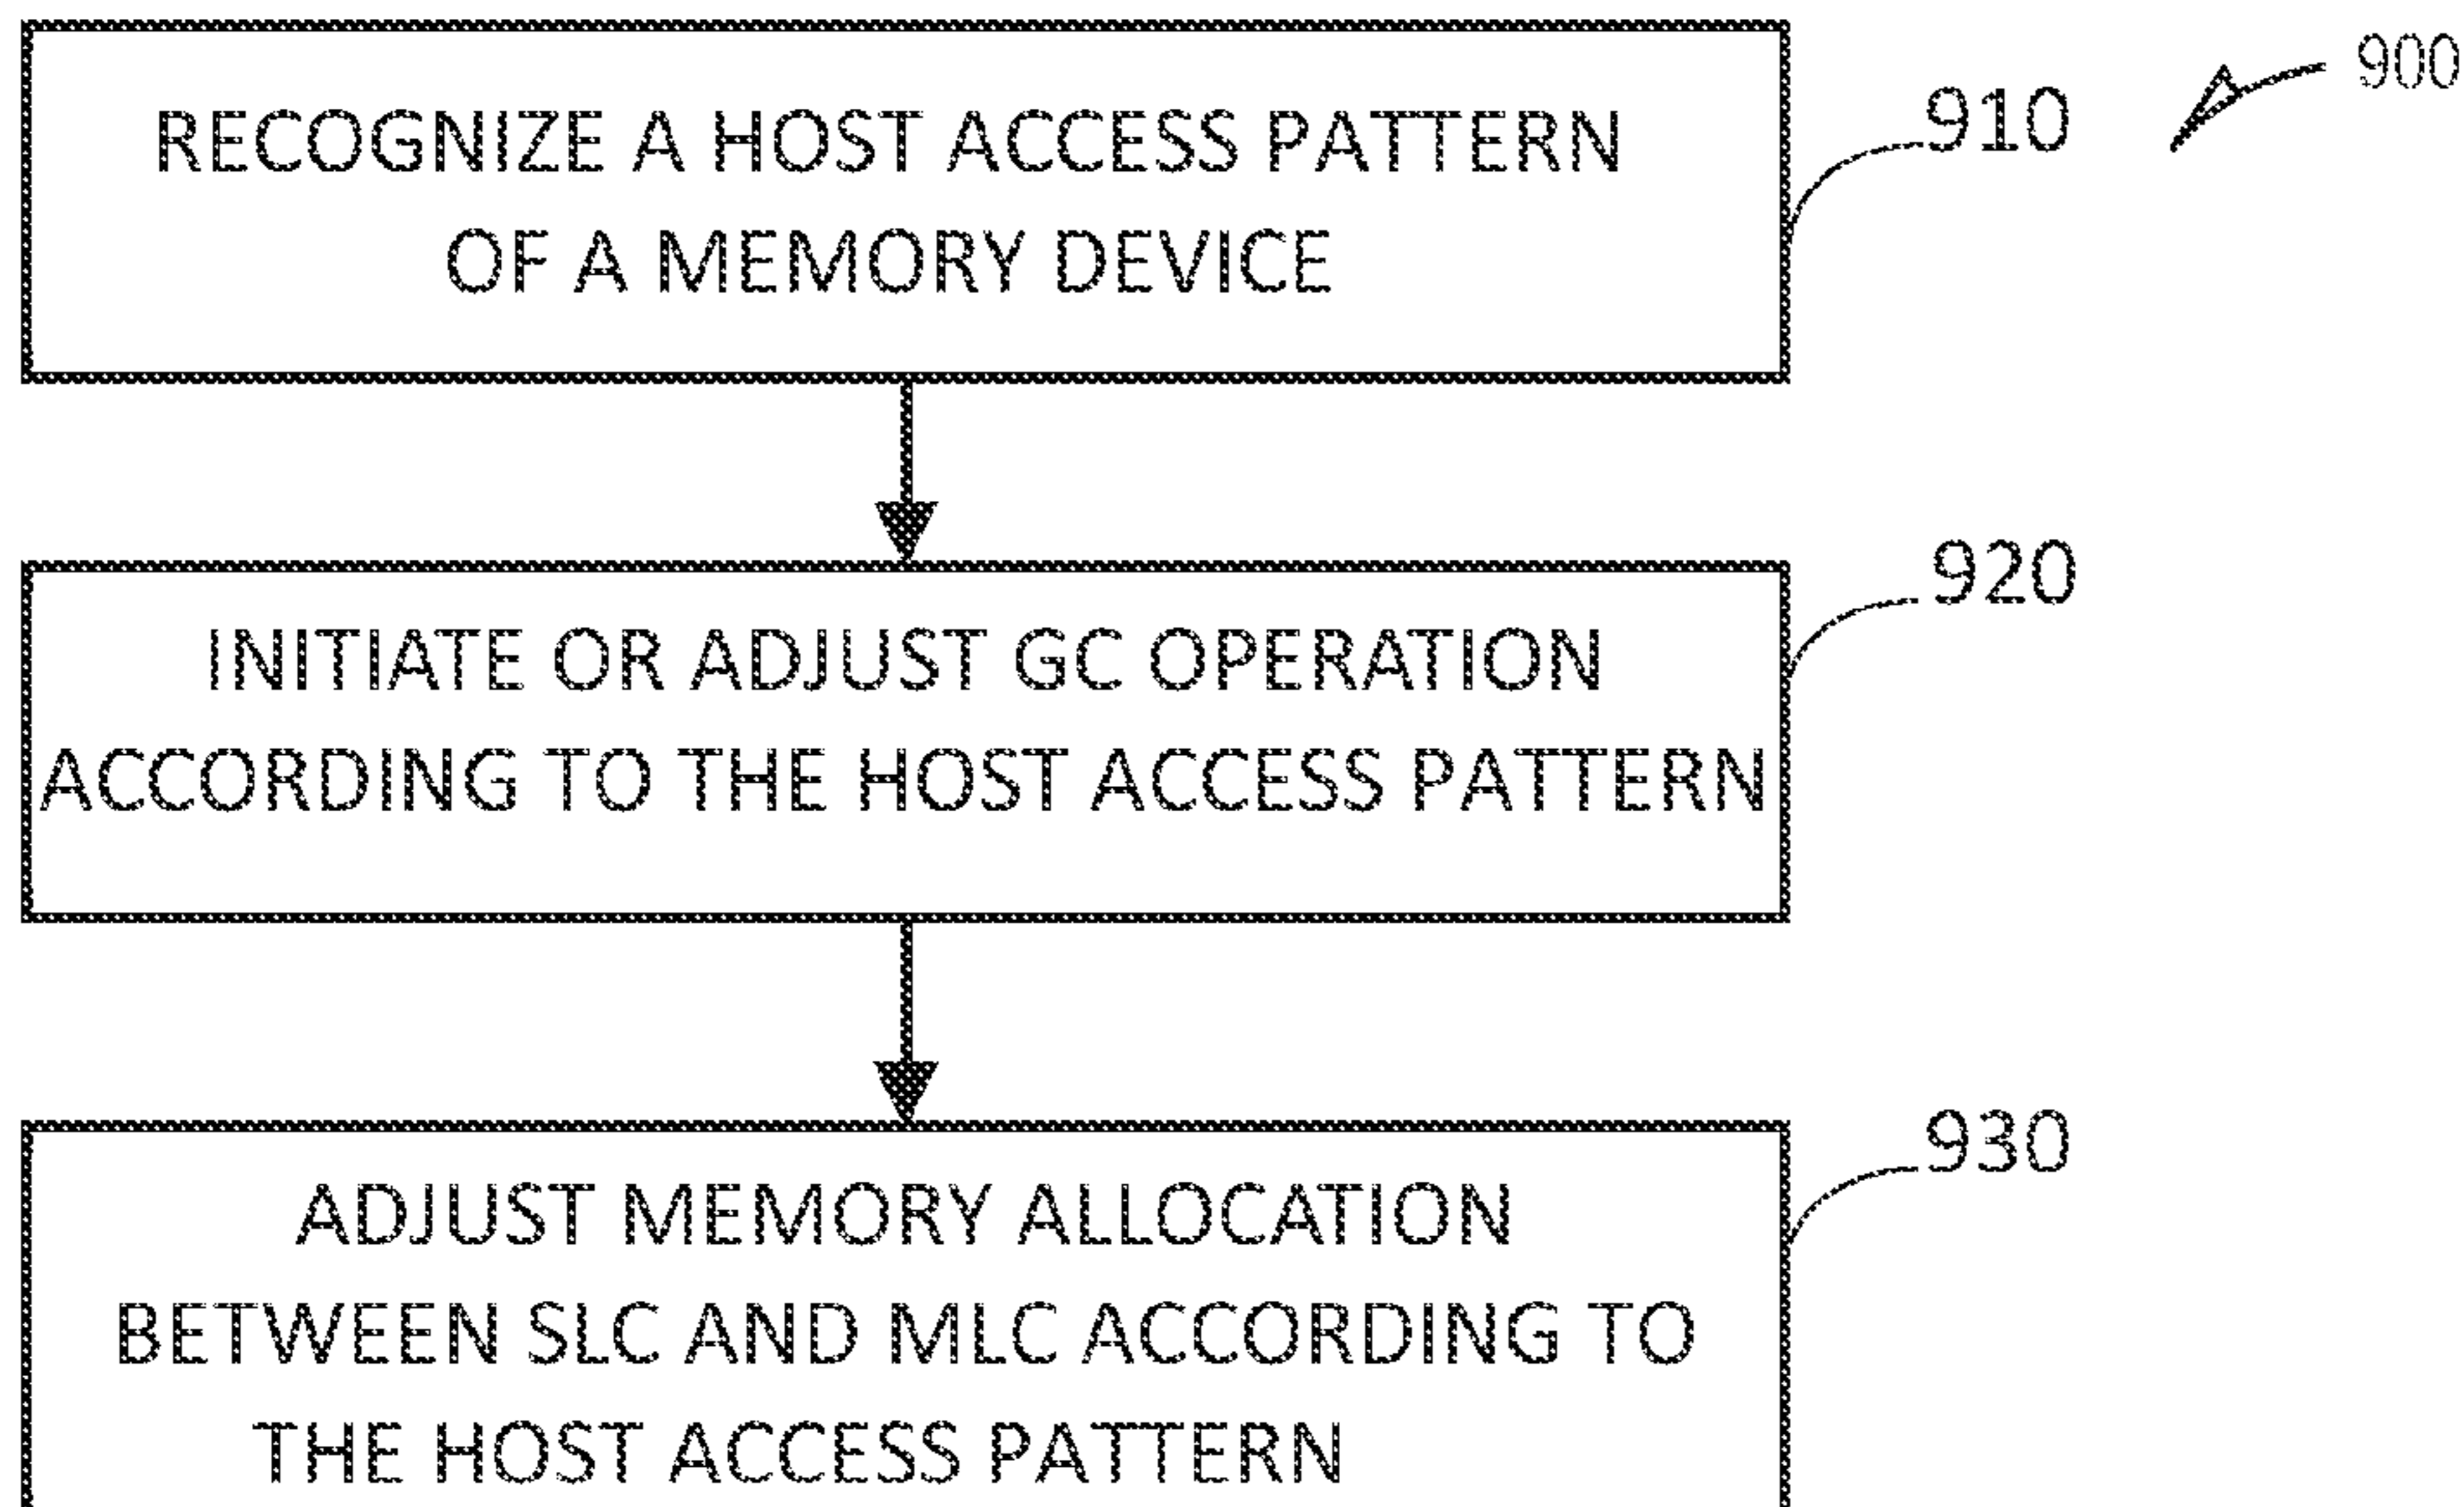 900
RECOGNIZE A HOST ACCESS PATTERN
OF A MEMORY DEVICE
910
INITIATE OR ADJUST GC OPERATION
ACCORDING TO THE HOST ACCESS PATTERN
920
ADJUST MEMORY ALLOCATION
BETWEEN SLC AND MLC ACCORDING TO
THE HOST ACCESS PATTERN
930